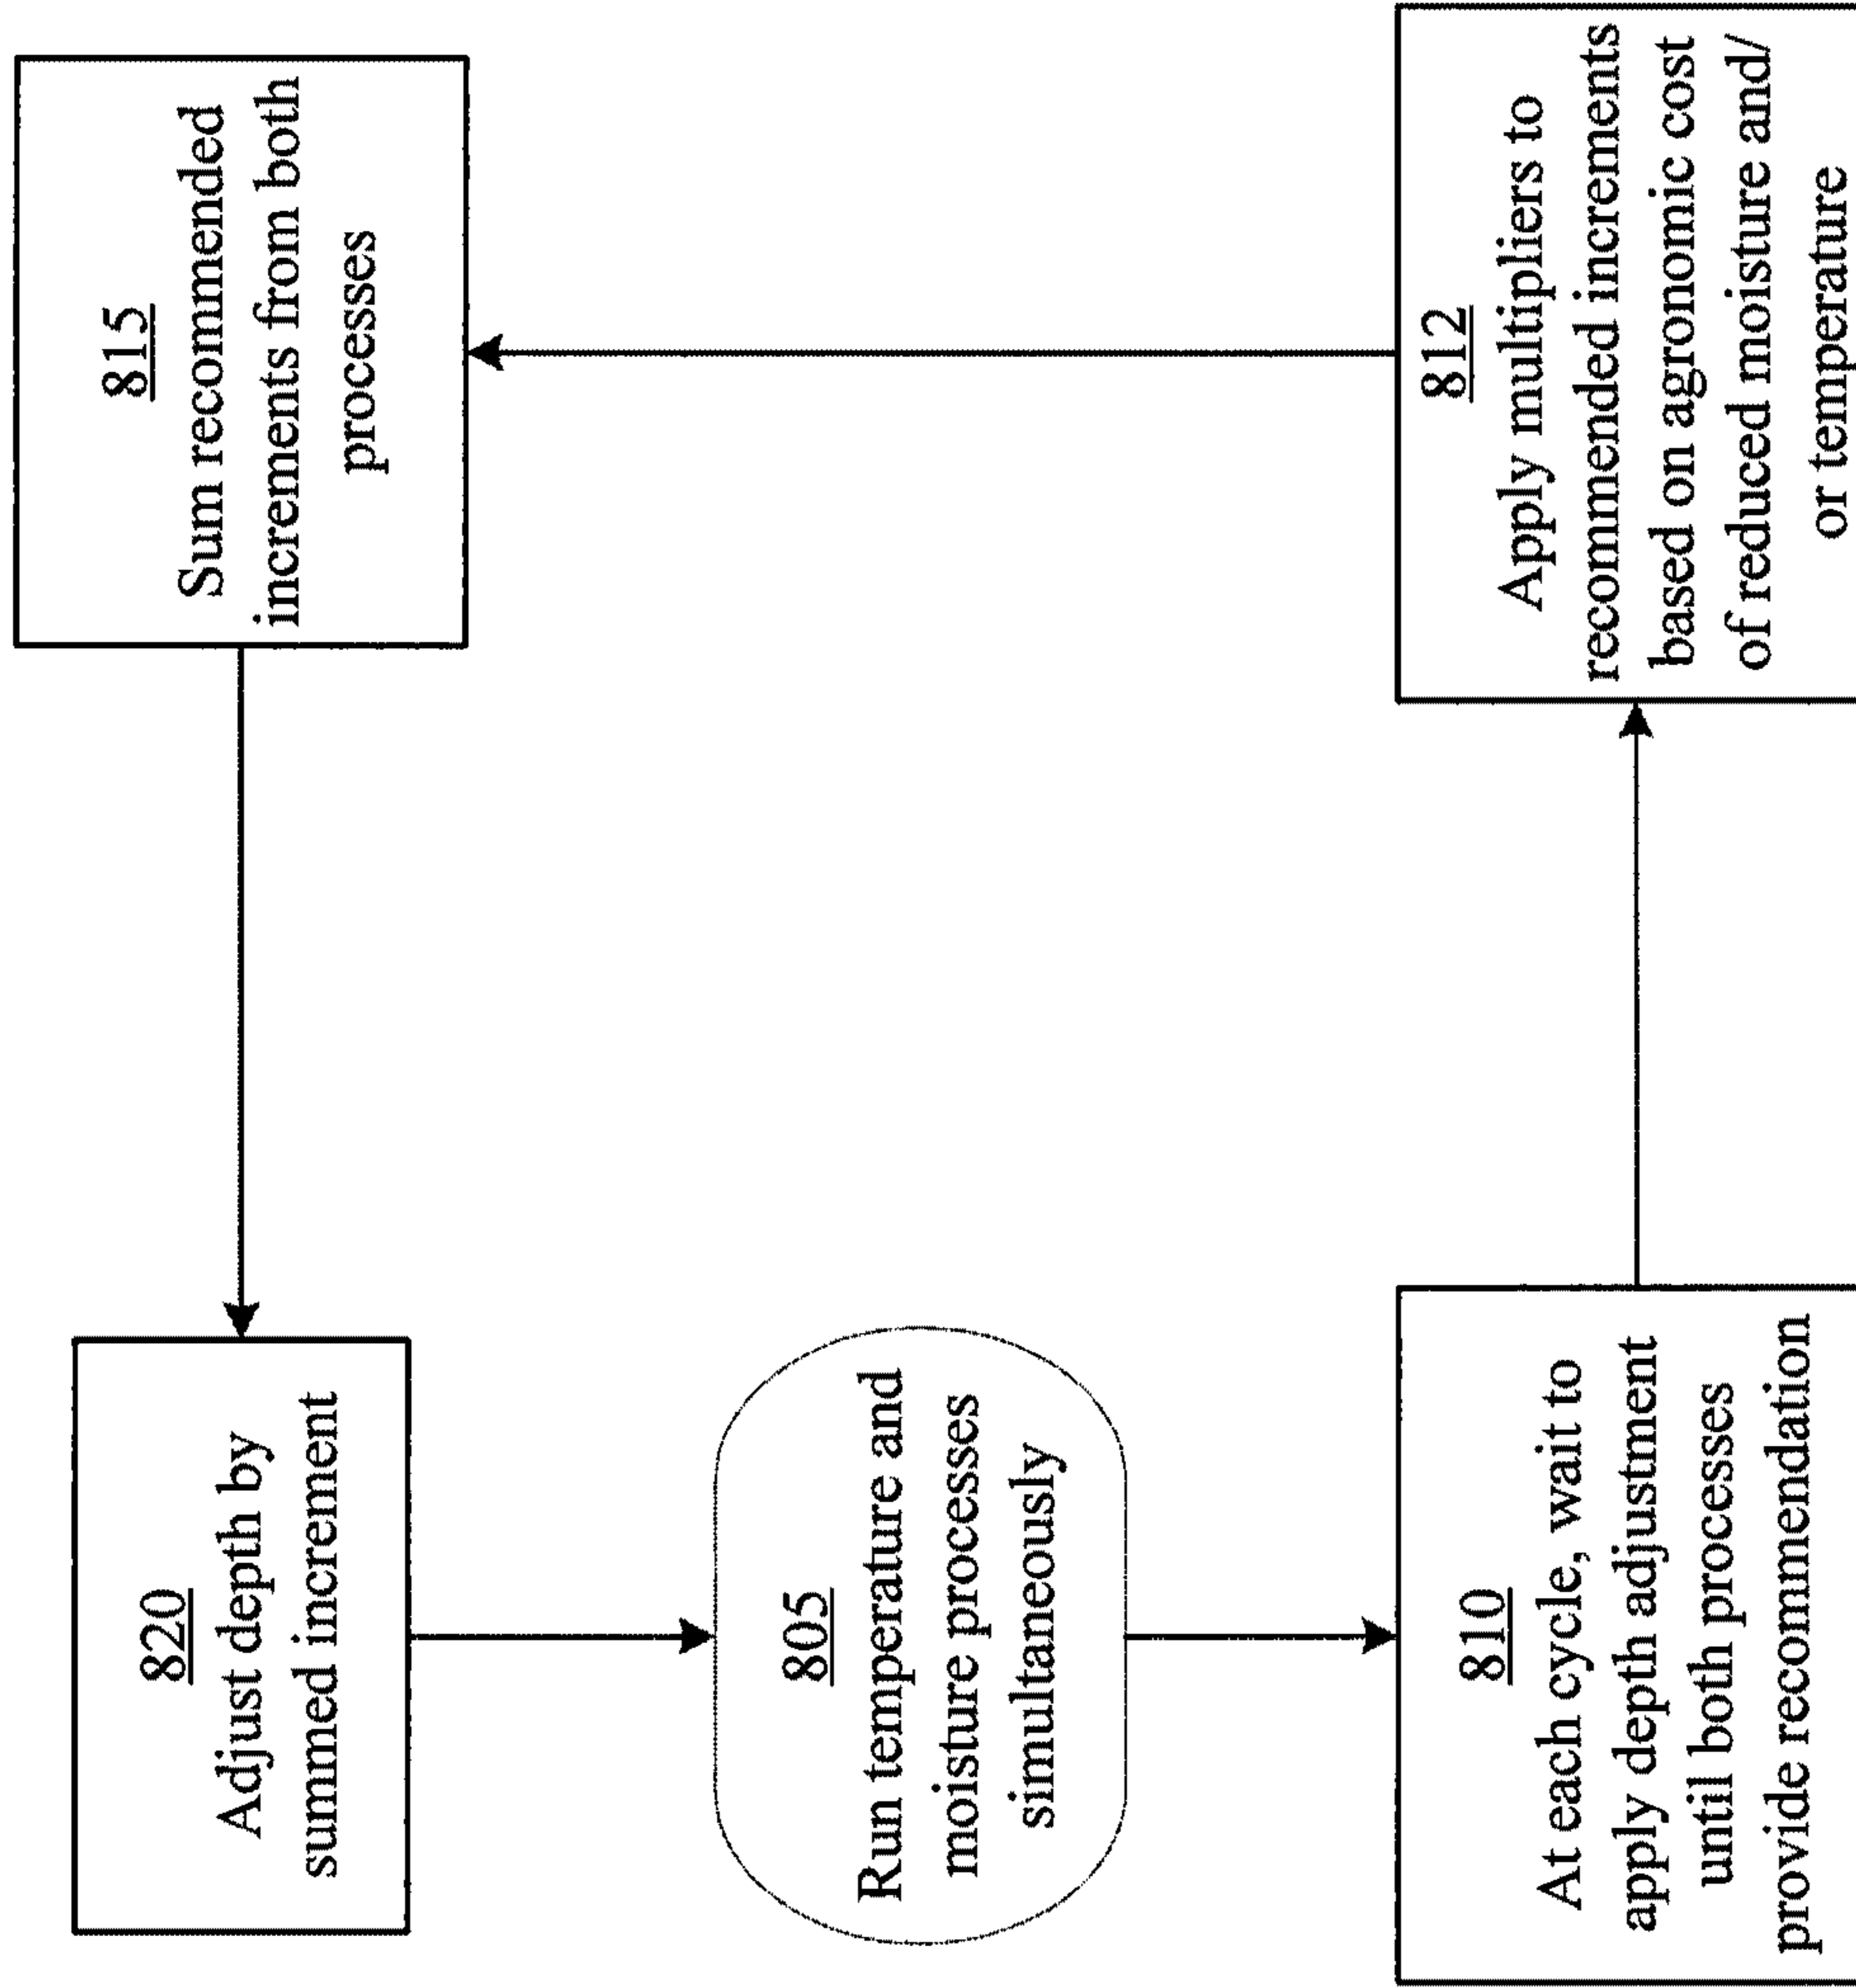 820
Adjust depth by
summed increment
805
Run temperature and
moisture processes
simultaneously
810
At each cycle, wait to
apply depth adjustment
until both processes
provide recommendation
812
Apply multipliers to
recommended increments
based on agronomic cost
of reduced moisture and/
or temperature
815
Sum recommended
increments from both
processes